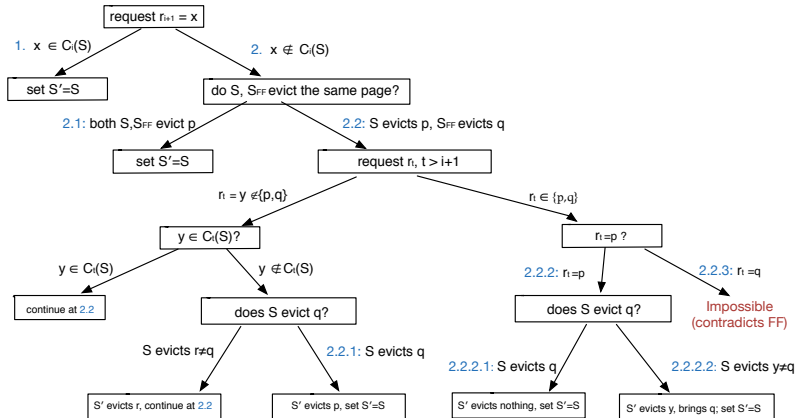 request rᵢ₊₁ = x
1. x ∈ Cᵢ(S)
2. x ∉ Cᵢ(S)
set S′=S
do S, SFF evict the same page?
2.1: both S,SFF evict p
2.2: S evicts p, SFF evicts q
set S′=S
request rₜ, t > i+1
rₜ = y ∉{p,q}
rₜ ∈ {p,q}
y ∈ Cₜ(S)?
rₜ=p ?
y ∈ Cₜ(S)
y ∉Cₜ(S)
2.2.2: rₜ=p
2.2.3: rₜ =q
continue at 2.2
does S evict q?
does S evict q?
Impossible
(contradicts FF)
S evicts r≠q
2.2.1: S evicts q
2.2.2.1: S evicts q
2.2.2.2: S evicts y≠q
S′ evicts r, continue at 2.2
S′ evicts p, set S′=S
S′ evicts nothing, set S′=S
S′ evicts y, brings q; set S′=S